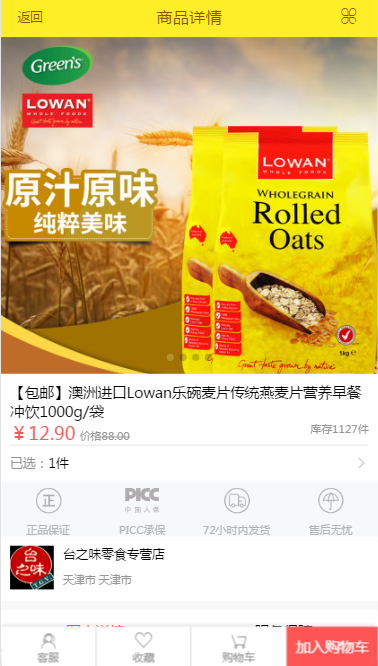 返回
商品详情
Green's
LOWAN
WHOLE FOODS
Great taste grown by nature
原汁原味
纯粹美味
LOWAN
WHOLE FOODS
WHOLEGRAIN
Rolled
Oats
1kg e
Great taste..grown by nature
【包邮】澳洲进口Lowan乐碗麦片传统燕麦片营养早餐
冲饮1000g/袋
￥12.90 价格88.00
库存1127件
已选：1件
正
PICC
中国人保
正品保证
PICC承保
72小时内发货
售后无忧
台之味
T.G.V
台之味零食专营店
天津市 天津市
客服
收藏
购物车
加入购物车